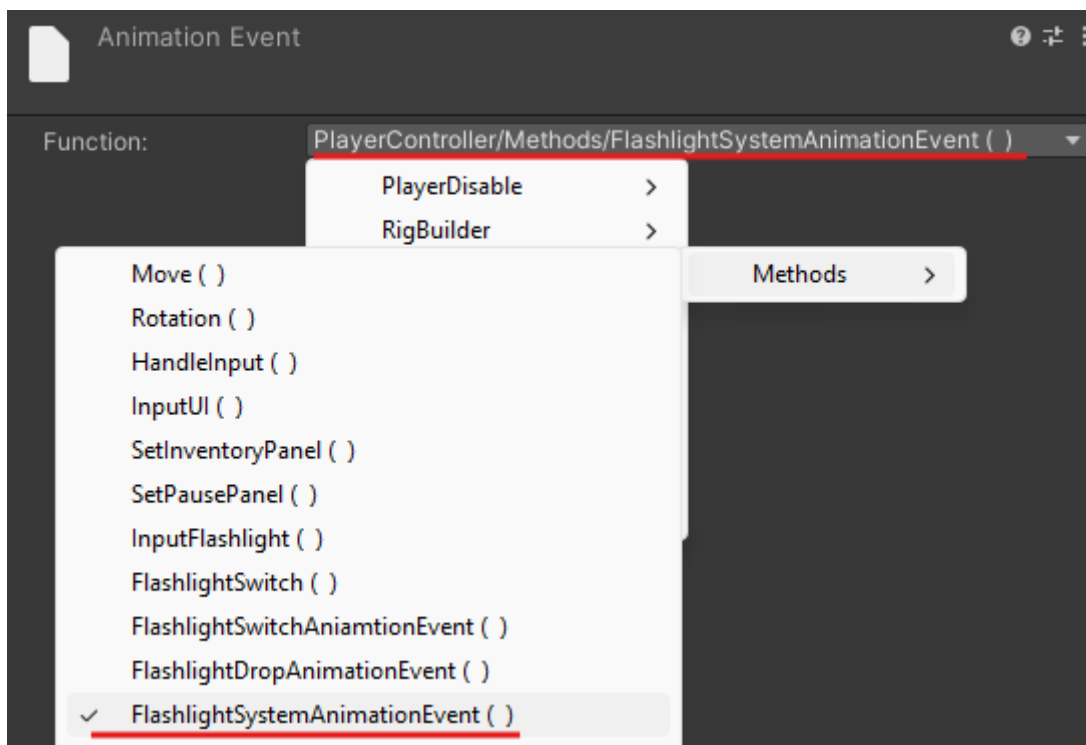 Animation Event
Function:
PlayerController/Methods/FlashlightSystemAnimationEvent ( )
PlayerDisable
RigBuilder
Methods
Move ( )
Rotation ( )
HandleInput ( )
InputUI ( )
SetInventoryPanel ( )
SetPausePanel ( )
InputFlashlight ( )
FlashlightSwitch ( )
FlashlightSwitchAniamtionEvent ( )
FlashlightDropAnimationEvent ( )
FlashlightSystemAnimationEvent ( )